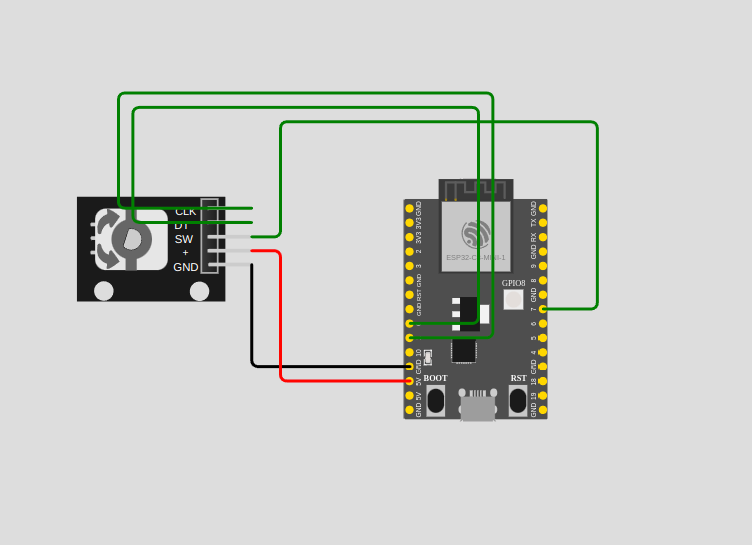 CLK
DT
SW
+
GND
ESP32-C3-MINI-1
GPIO8
BOOT
RST
GND
3V3
3V3
2
3
GND
RST
GND
10
GND
5V
5V
GND
GND
TX
RX
GND
9
8
GND
7
6
5
4
GND
18
19
GND